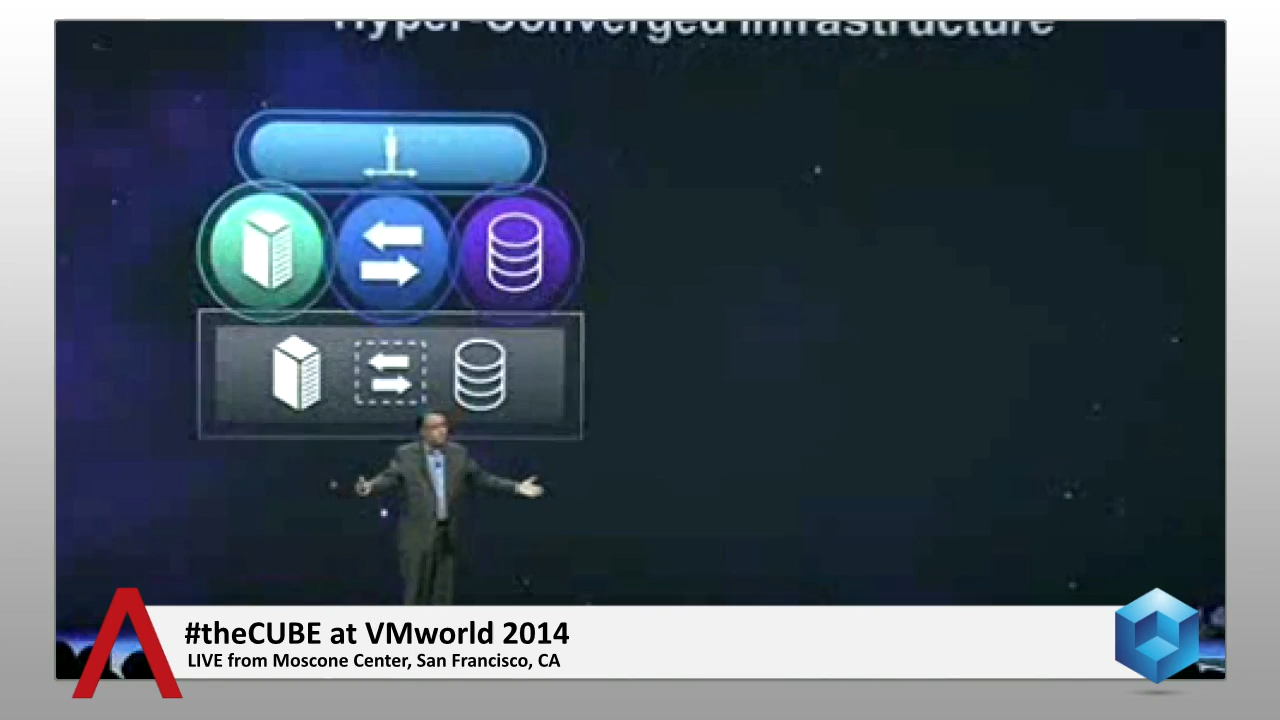 Hyper-Converged Infrastructure
#theCUBE at VMworld 2014
LIVE from Moscone Center, San Francisco, CA